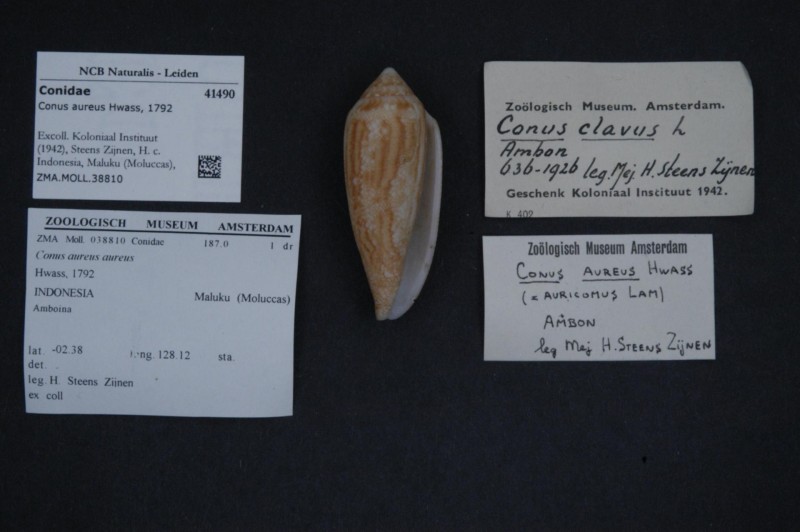 NCB Naturalis - Leiden
Conidae 41490
Conus aureus Hwass, 1792
Excoll. Koloniaal Instituut
(1942), Steens Zijnen, H. c.
Indonesia, Maluku (Moluccas),
ZMA.MOLL.38810
ZOOLOGISCH MUSEUM AMSTERDAM
ZMA Moll. 038810 Conidae 187.0 1 dr
Conus aureus aureus
Hwass, 1792
INDONESIA Maluku (Moluccas)
Amboina
lat. -02.38 long. 128.12 sta.
det.
leg. H. Steens Zijnen
ex coll
Zoölogisch Museum. Amsterdam.
Conus clavus L
Ambon
1926 leg. Mej H. Steens Zijnen
Geschenk Koloniaal Instituut 1942.
K 402
Zoölogisch Museum Amsterdam
CONUS AUREUS HWASS
(= AURICOMUS LAM)
AMBON
leg Mej H. STEENS ZIJNEN